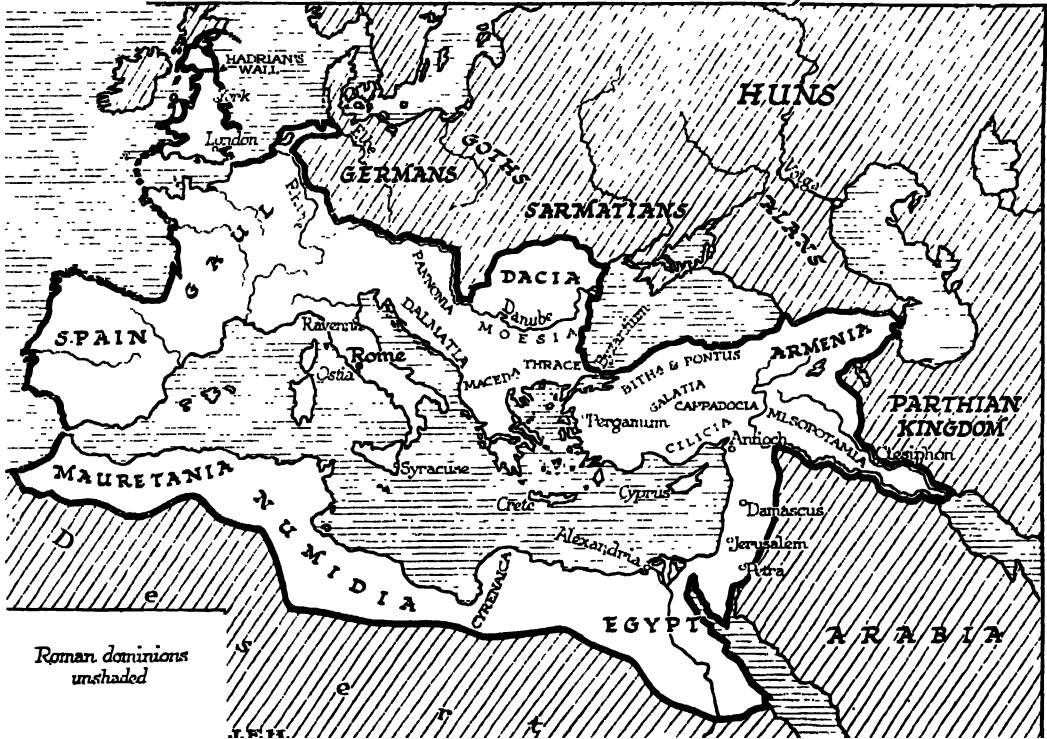 HADRIAN'S
WALL
York
London
HUNS
Elbe
GOTHS
GERMANS
Volga
SARMATIANS
ALANS
GAUL
PANNONIA
DACIA
Danube
SPAIN
Ravenna
DALMATIA
MOESIA
Byzantium
ARMENIA
Rome
Ostia
THRACE
MACEDA
BITHA & PONTUS
GALATIA
CAPPADOCIA
PARTHIAN
KINGDOM
Pergamum
CILICIA
MESOPOTAMIA
Antioch
Ctesiphon
MAURETANIA
Syracuse
Crete
Cyprus
Damascus
NUMIDIA
Alexandria
Jerusalem
Petra
CYRENAICA
EGYPT
ARABIA
Desert
Roman dominions
unshaded
J.F.H.